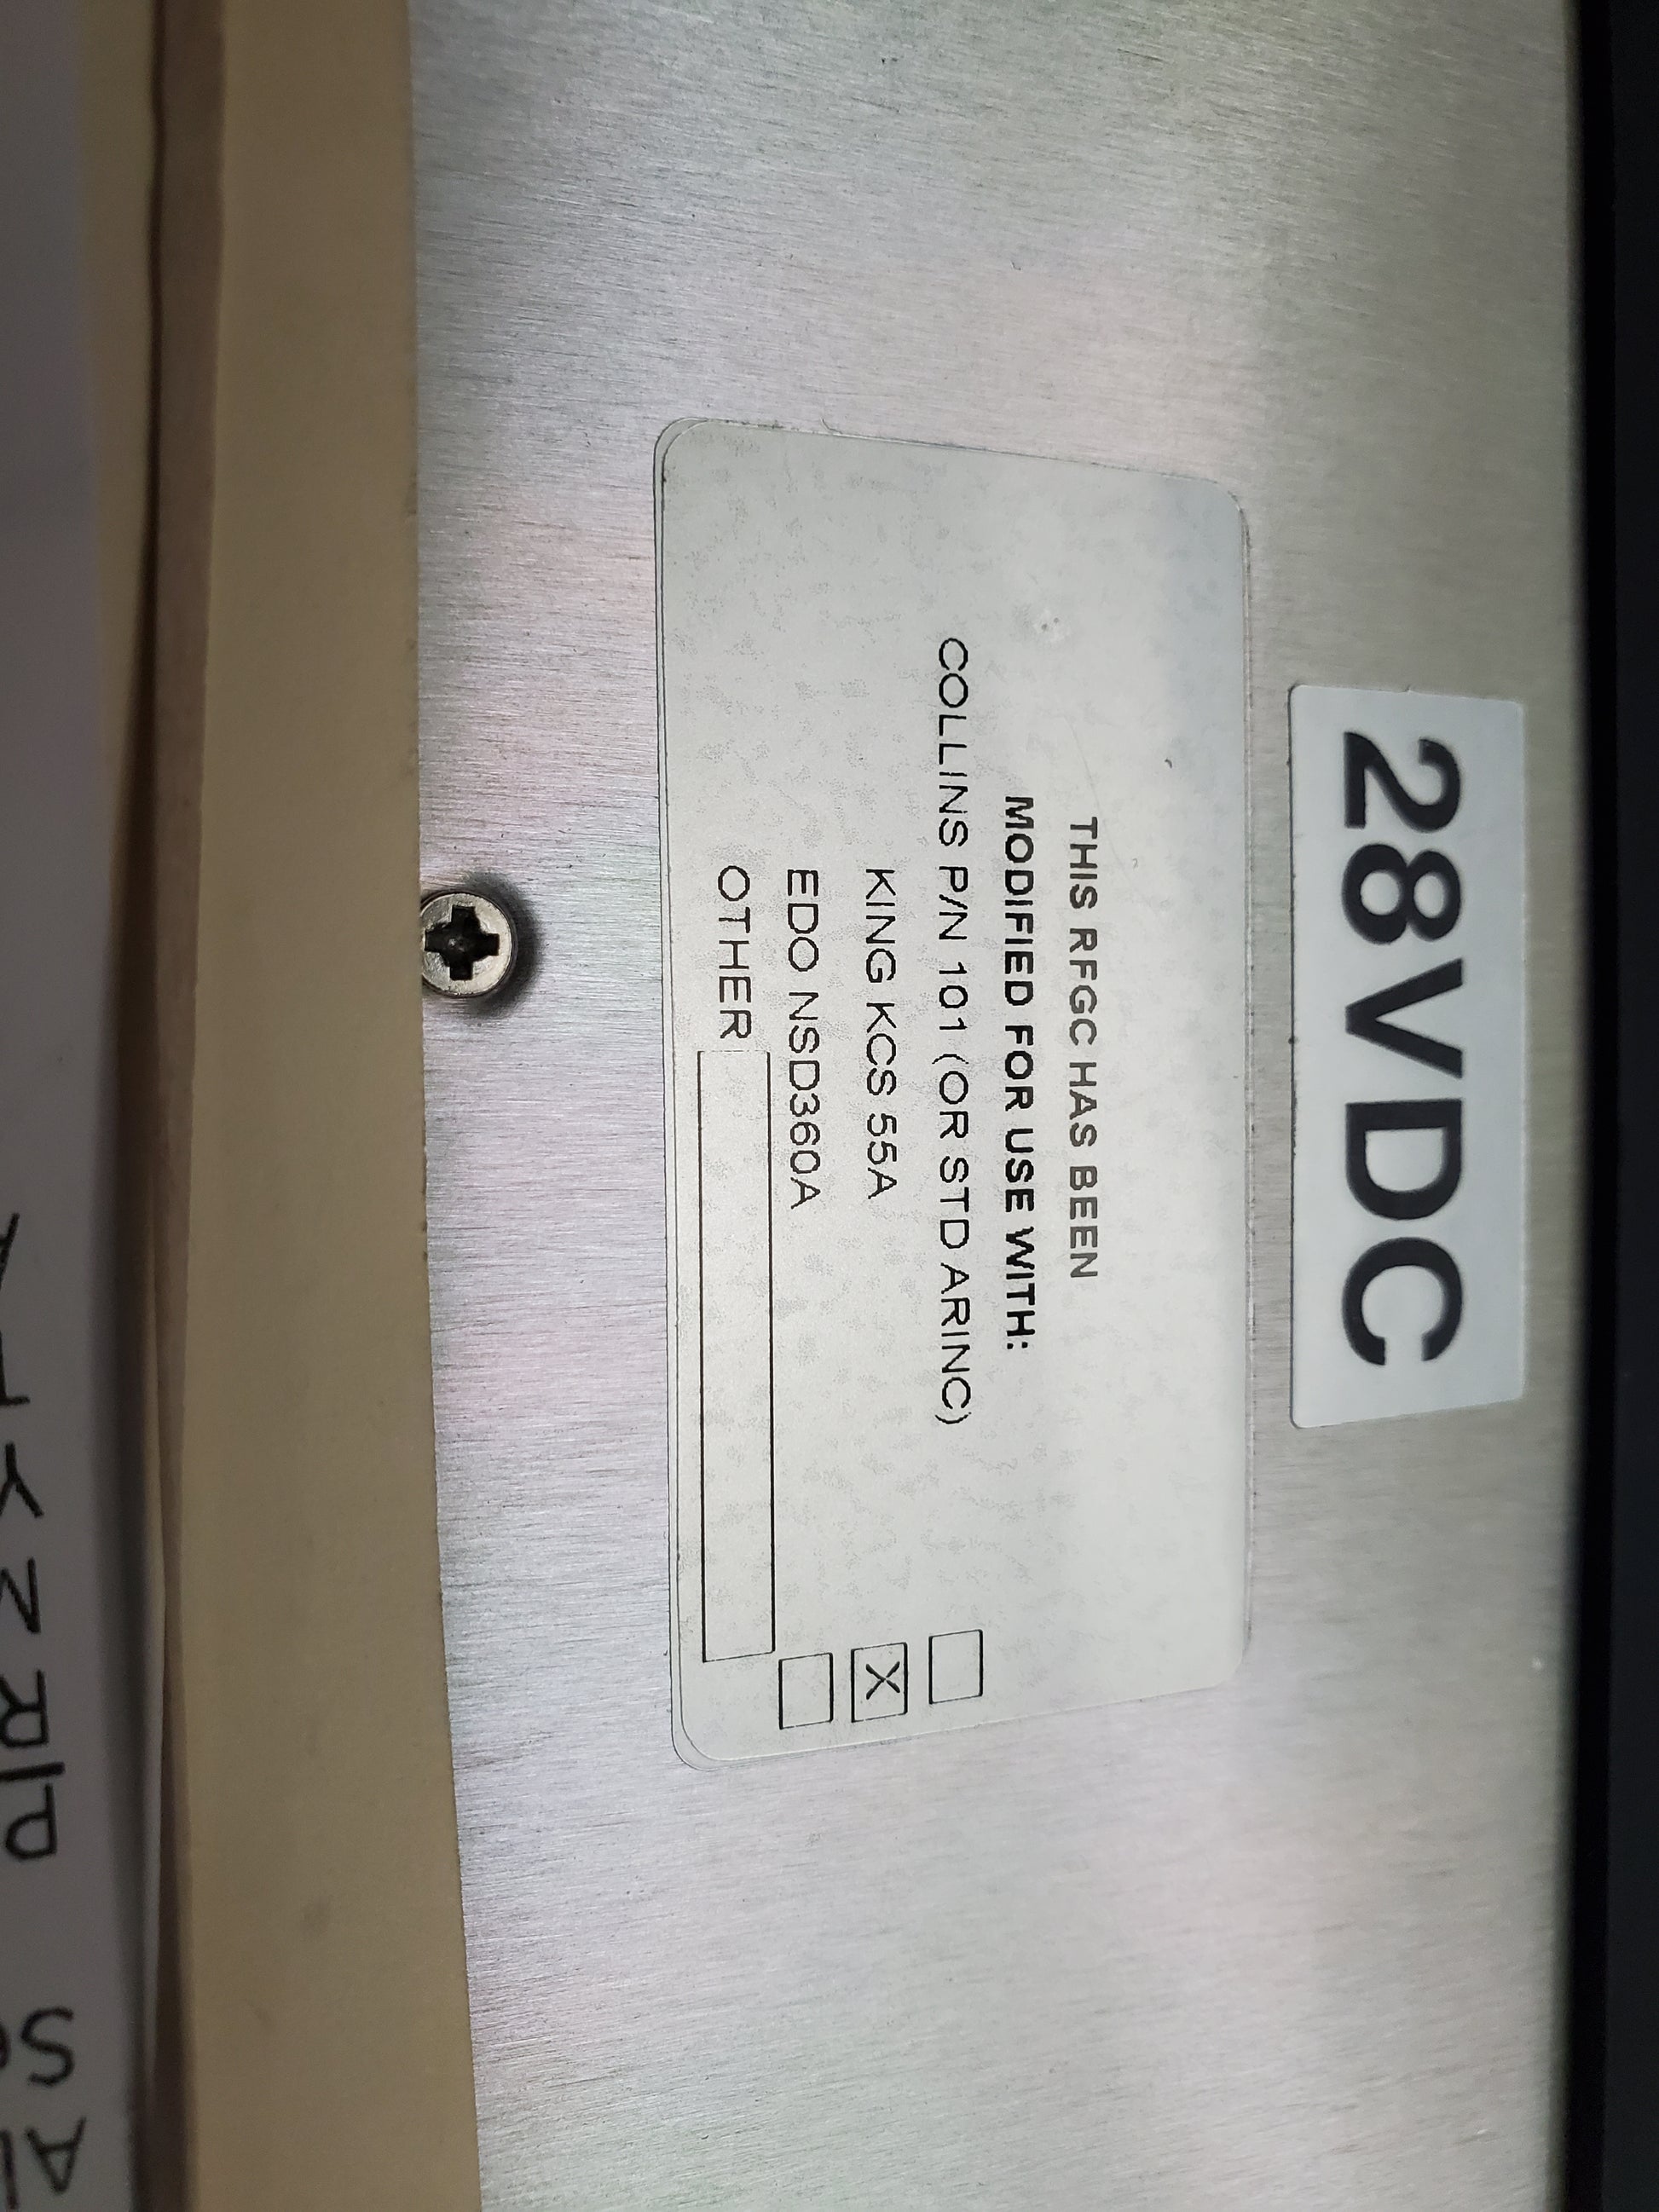 28VDC
THIS RFGC HAS BEEN
MODIFIED FOR USE WITH:
COLLINS P/N 101 (OR STD ARINC)
KING KCS 55A X
EDO NSD360A
OTHER